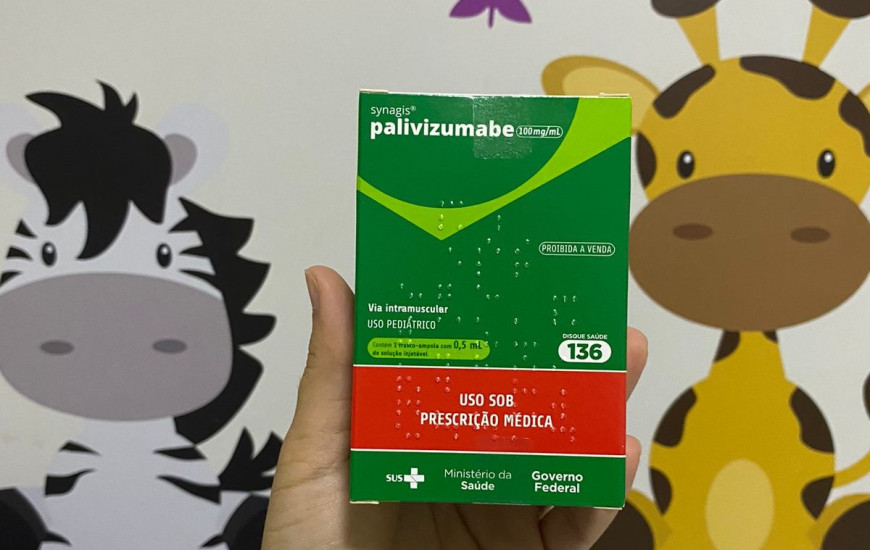 synagis®
palivizumabe 100mg/mL
PROIBIDA A VENDA
Via intramuscular
USO PEDIÁTRICO
Contém 1 frasco-ampola com 0,5 mL
de solução injetável
DISQUE SAÚDE
136
USO SOB
PRESCRIÇÃO MÉDICA
SUS
Ministério da
Saúde
Governo
Federal